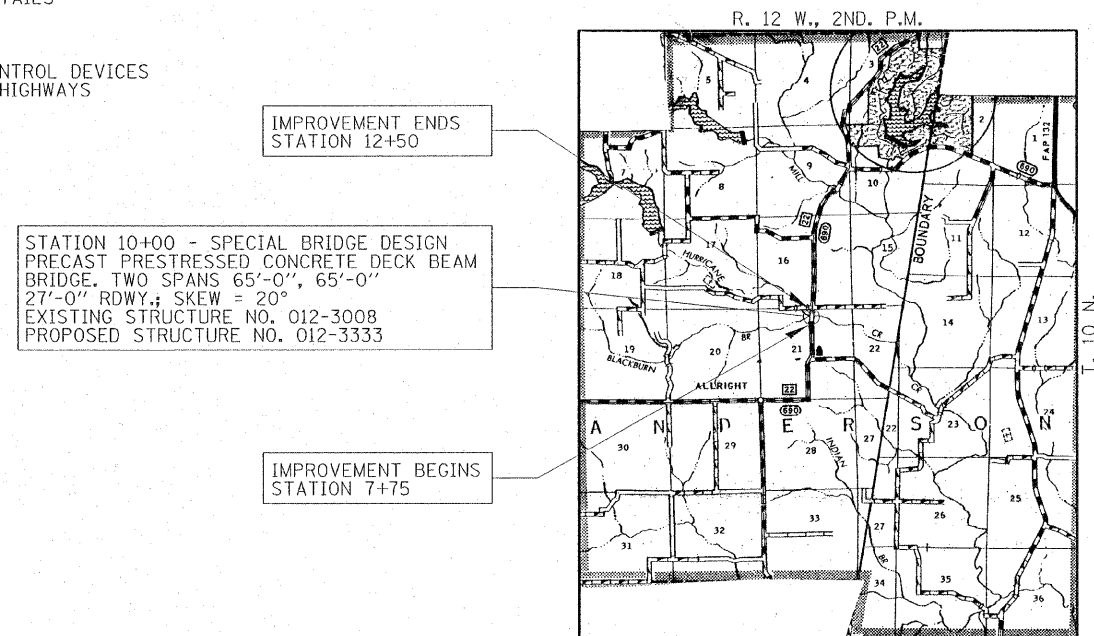 TAILS
NTROL DEVICES
HIGHWAYS
R. 12 W., 2ND. P.M.
IMPROVEMENT ENDS
STATION 12+50
STATION 10+00 - SPECIAL BRIDGE DESIGN
PRECAST PRESTRESSED CONCRETE DECK BEAM
BRIDGE. TWO SPANS 65'-0", 65'-0"
27'-0" RDWY.; SKEW = 20°
EXISTING STRUCTURE NO. 012-3008
PROPOSED STRUCTURE NO. 012-3333
IMPROVEMENT BEGINS
STATION 7+75
T. 10 N.
22
5
4
3
2
1
FAP 132
690
7
8
9
MILL
10
22
690
BOUNDARY
11
12
17
16
15
HURRICANE
CR
18
14
13
19
20
BR
21
CR
22
BLACKBURN
ALLRIGHT
22
690
CR
24
A N D E R S O N
30
29
28
INDIAN
27
22
23
25
31
32
33
27
26
BR
34
35
36